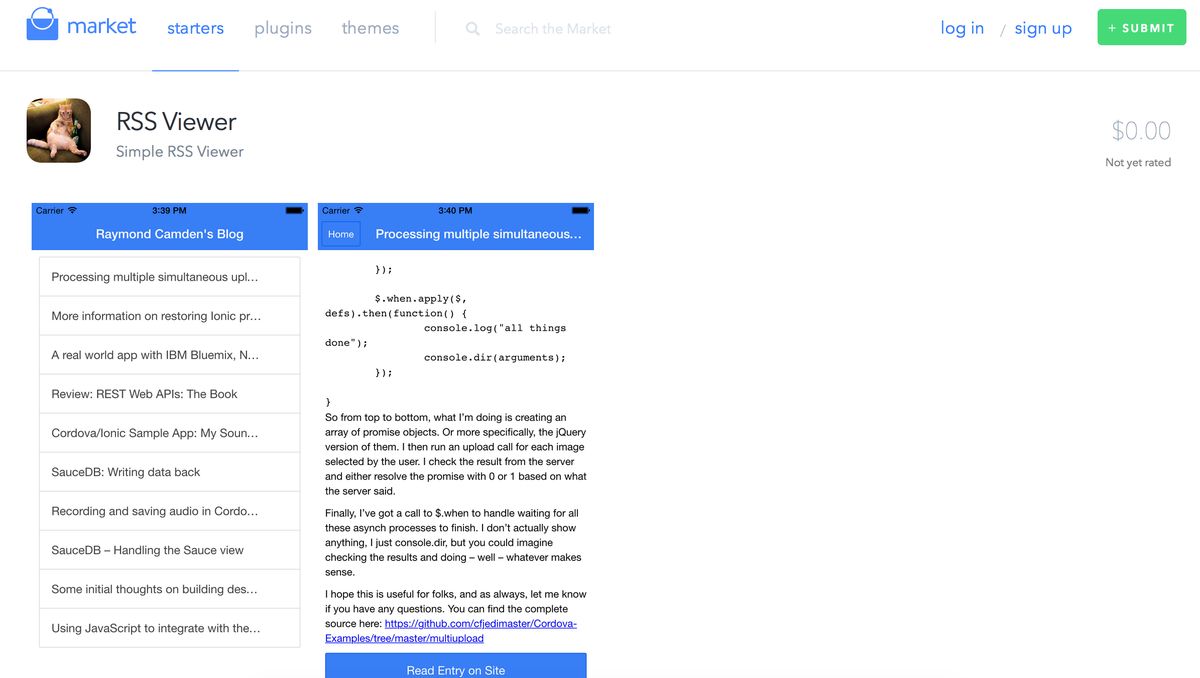 market
starters
plugins
themes
Search the Market
log in / sign up
+ SUBMIT
RSS Viewer
Simple RSS Viewer
$0.00
Not yet rated
Carrier
3:39 PM
Raymond Camden's Blog
Processing multiple simultaneous upl...
More information on restoring Ionic pr...
A real world app with IBM Bluemix, N...
Review: REST Web APIs: The Book
Cordova/Ionic Sample App: My Soun...
SauceDB: Writing data back
Recording and saving audio in Cordo...
SauceDB – Handling the Sauce view
Some initial thoughts on building des...
Using JavaScript to integrate with the...
Carrier
3:40 PM
Home
Processing multiple simultaneous...
});
$.when.apply($,
defs).then(function() {
console.log("all things
done");
console.dir(arguments);
});
}
So from top to bottom, what I'm doing is creating an
array of promise objects. Or more specifically, the jQuery
version of them. I then run an upload call for each image
selected by the user. I check the result from the server
and either resolve the promise with 0 or 1 based on what
the server said.
Finally, I've got a call to $.when to handle waiting for all
these asynch processes to finish. I don't actually show
anything, I just console.dir, but you could imagine
checking the results and doing – well – whatever makes
sense.
I hope this is useful for folks, and as always, let me know
if you have any questions. You can find the complete
source here: https://github.com/cfjedimaster/Cordova-
Examples/tree/master/multiupload
Read Entry on Site